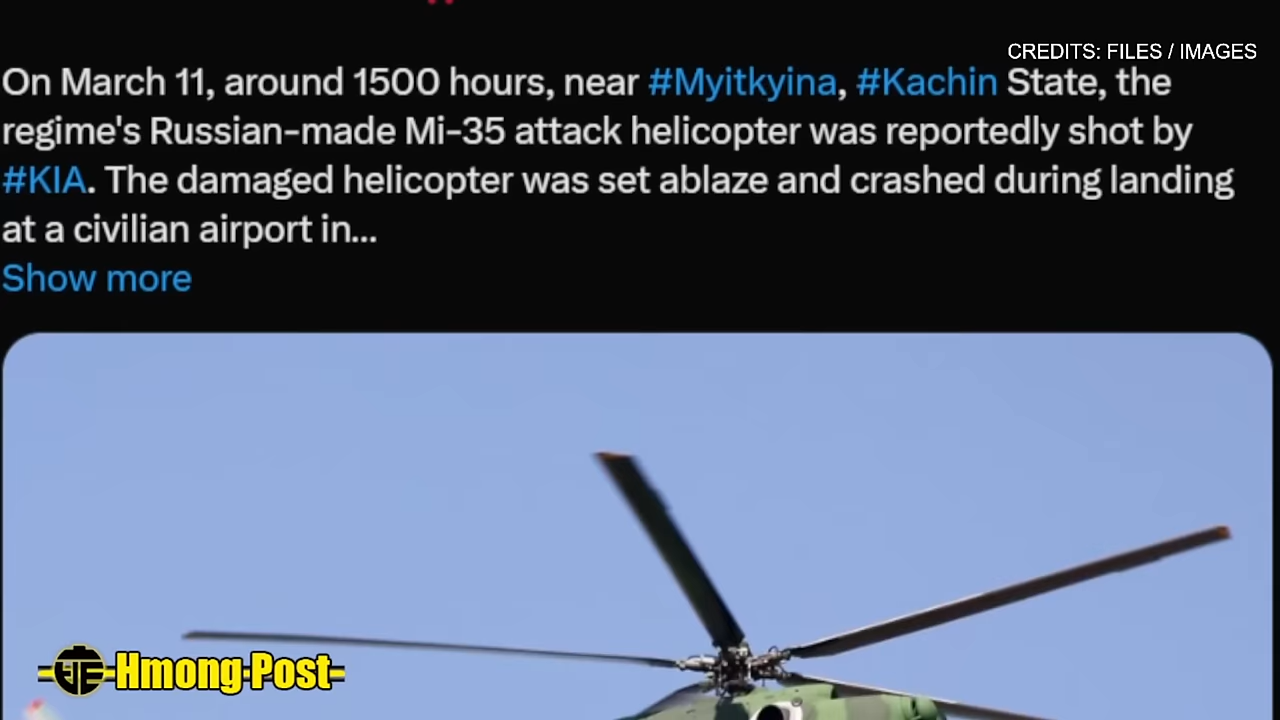 CREDITS: FILES / IMAGES
On March 11, around 1500 hours, near #Myitkyina, #Kachin State, the
regime's Russian-made Mi-35 attack helicopter was reportedly shot by
#KIA. The damaged helicopter was set ablaze and crashed during landing
at a civilian airport in...
Show more
Hmong Post